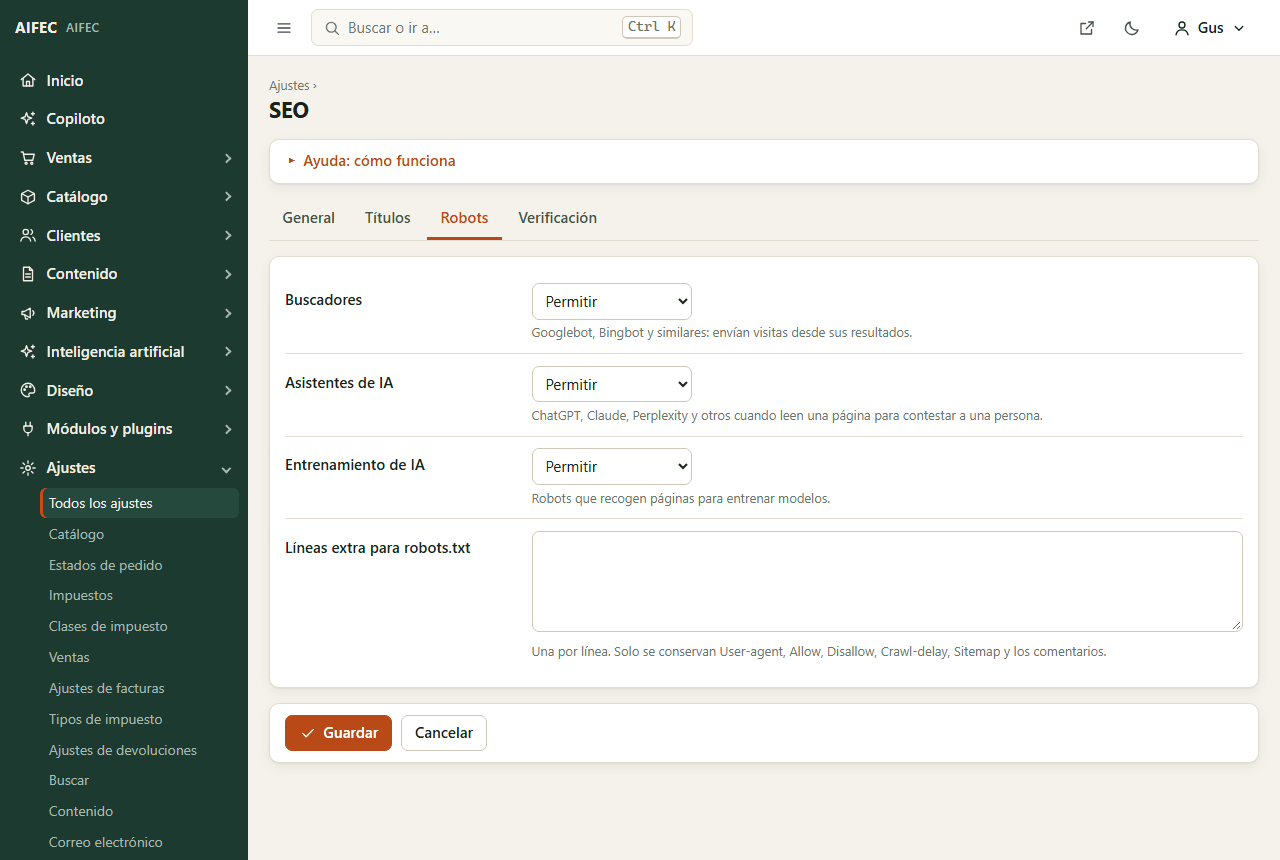 AIFEC AIFEC
Inicio
Copiloto
Ventas
Catálogo
Clientes
Contenido
Marketing
Inteligencia artificial
Diseño
Módulos y plugins
Ajustes
Todos los ajustes
Catálogo
Estados de pedido
Impuestos
Clases de impuesto
Ventas
Ajustes de facturas
Tipos de impuesto
Ajustes de devoluciones
Buscar
Contenido
Correo electrónico
Buscar o ir a... Ctrl K
Gus
Ajustes ›
SEO
Ayuda: cómo funciona
General Títulos Robots Verificación
Buscadores Permitir
Googlebot, Bingbot y similares: envían visitas desde sus resultados.
Asistentes de IA Permitir
ChatGPT, Claude, Perplexity y otros cuando leen una página para contestar a una persona.
Entrenamiento de IA Permitir
Robots que recogen páginas para entrenar modelos.
Líneas extra para robots.txt
Una por línea. Solo se conservan User-agent, Allow, Disallow, Crawl-delay, Sitemap y los comentarios.
Guardar Cancelar